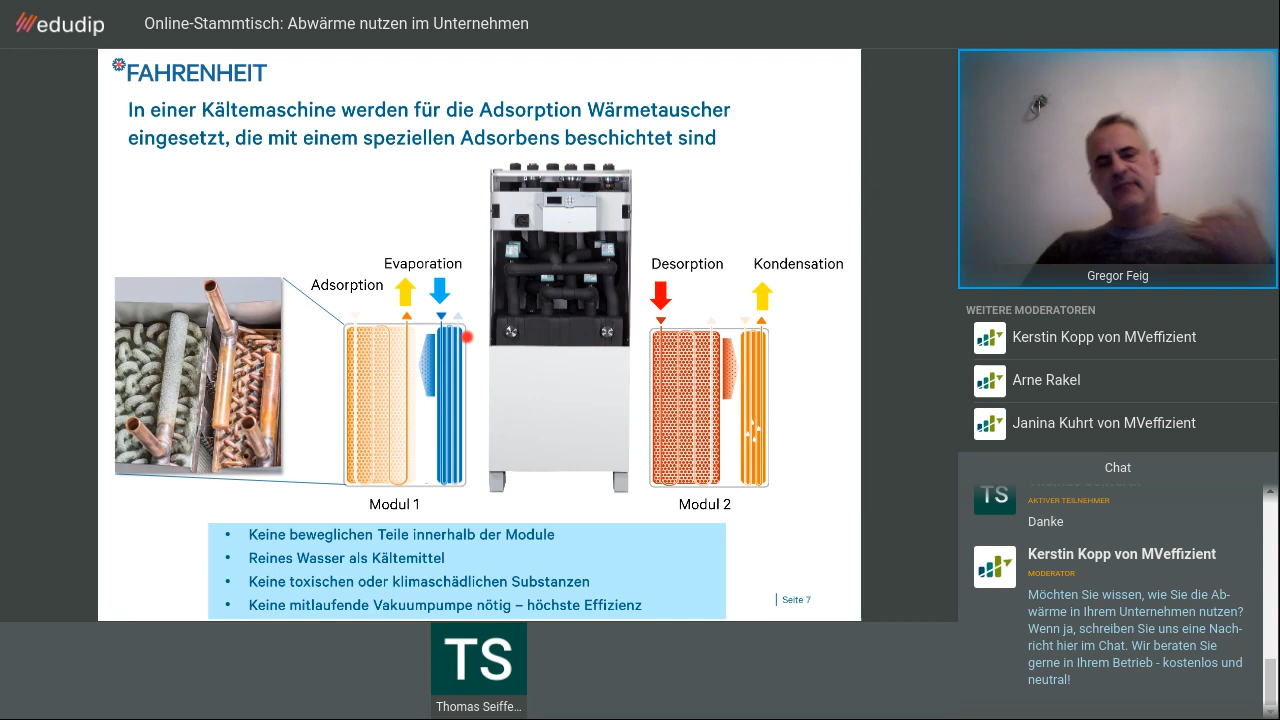 edudip
Online-Stammtisch: Abwärme nutzen im Unternehmen
FAHRENHEIT
In einer Kältemaschine werden für die Adsorption Wärmetauscher
eingesetzt, die mit einem speziellen Adsorbens beschichtet sind
Evaporation
Adsorption
Desorption
Kondensation
Modul 1
Modul 2
• Keine beweglichen Teile innerhalb der Module
• Reines Wasser als Kältemittel
• Keine toxischen oder klimaschädlichen Substanzen
• Keine mitlaufende Vakuumpumpe nötig – höchste Effizienz
Seite 7
TS
Thomas Seiffe...
Gregor Feig
WEITERE MODERATOREN
Kerstin Kopp von MVeffizient
Arne Rakel
Janina Kuhrt von MVeffizient
Chat
TS
AKTIVER TEILNEHMER
Danke
Kerstin Kopp von MVeffizient
MODERATOR
Möchten Sie wissen, wie Sie die Ab-
wärme in Ihrem Unternehmen nutzen?
Wenn ja, schreiben Sie uns eine Nach-
richt hier im Chat. Wir beraten Sie
gerne in Ihrem Betrieb - kostenlos und
neutral!